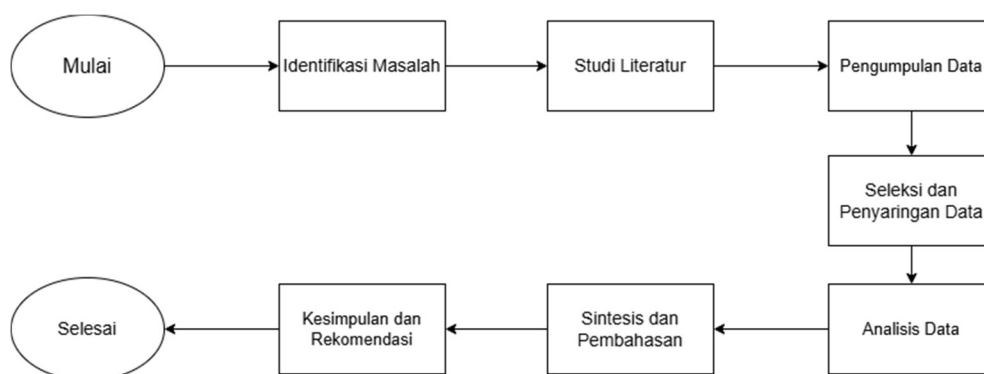 Mulai
Identifikasi Masalah
Studi Literatur
Pengumpulan Data
Seleksi dan
Penyaringan Data
Analisis Data
Sintesis dan
Pembahasan
Kesimpulan dan
Rekomendasi
Selesai